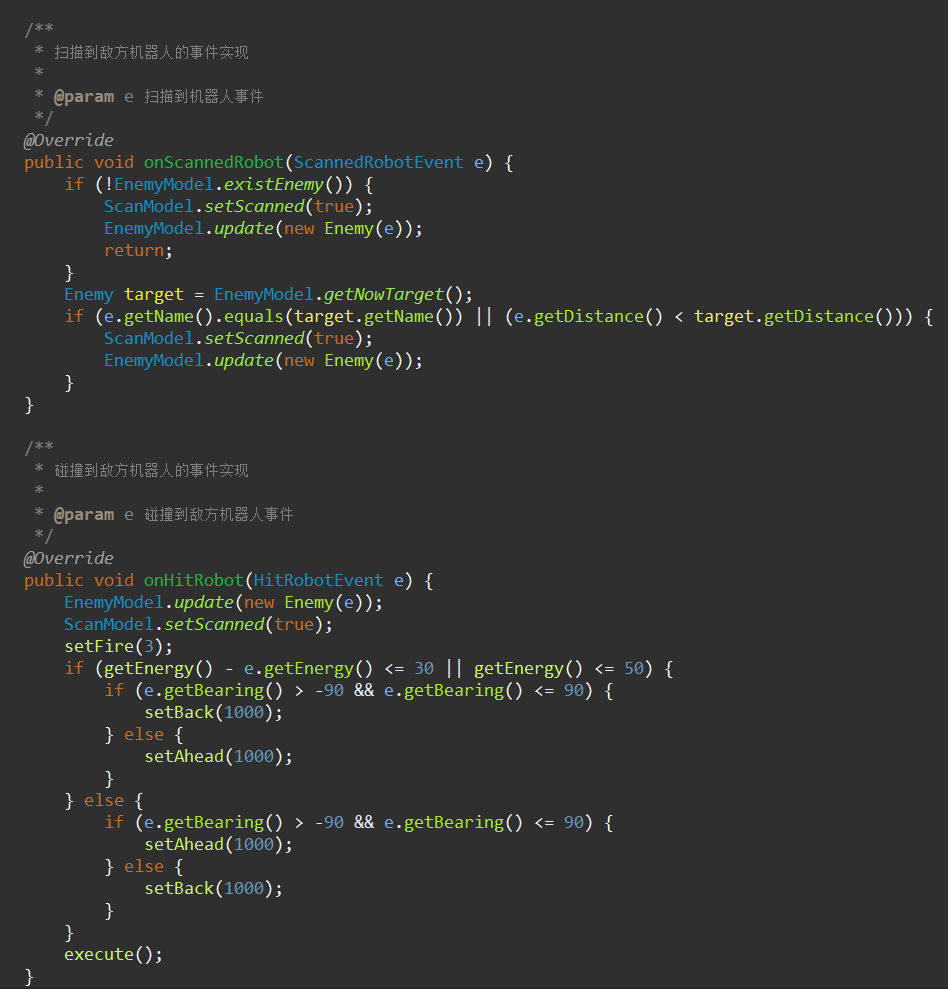 /**
 * 扫描到敌方机器人的事件实现
 *
 * @param e 扫描到机器人事件
 */
@Override
public void onScannedRobot(ScannedRobotEvent e) {
    if (!EnemyModel.existEnemy()) {
        ScanModel.setScanned(true);
        EnemyModel.update(new Enemy(e));
        return;
    }
    Enemy target = EnemyModel.getNowTarget();
    if (e.getName().equals(target.getName()) || (e.getDistance() < target.getDistance())) {
        ScanModel.setScanned(true);
        EnemyModel.update(new Enemy(e));
    }
}

/**
 * 碰撞到敌方机器人的事件实现
 *
 * @param e 碰撞到敌方机器人事件
 */
@Override
public void onHitRobot(HitRobotEvent e) {
    EnemyModel.update(new Enemy(e));
    ScanModel.setScanned(true);
    setFire(3);
    if (getEnergy() - e.getEnergy() <= 30 || getEnergy() <= 50) {
        if (e.getBearing() > -90 && e.getBearing() <= 90) {
            setBack(1000);
        } else {
            setAhead(1000);
        }
    } else {
        if (e.getBearing() > -90 && e.getBearing() <= 90) {
            setAhead(1000);
        } else {
            setBack(1000);
        }
    }
    execute();
}